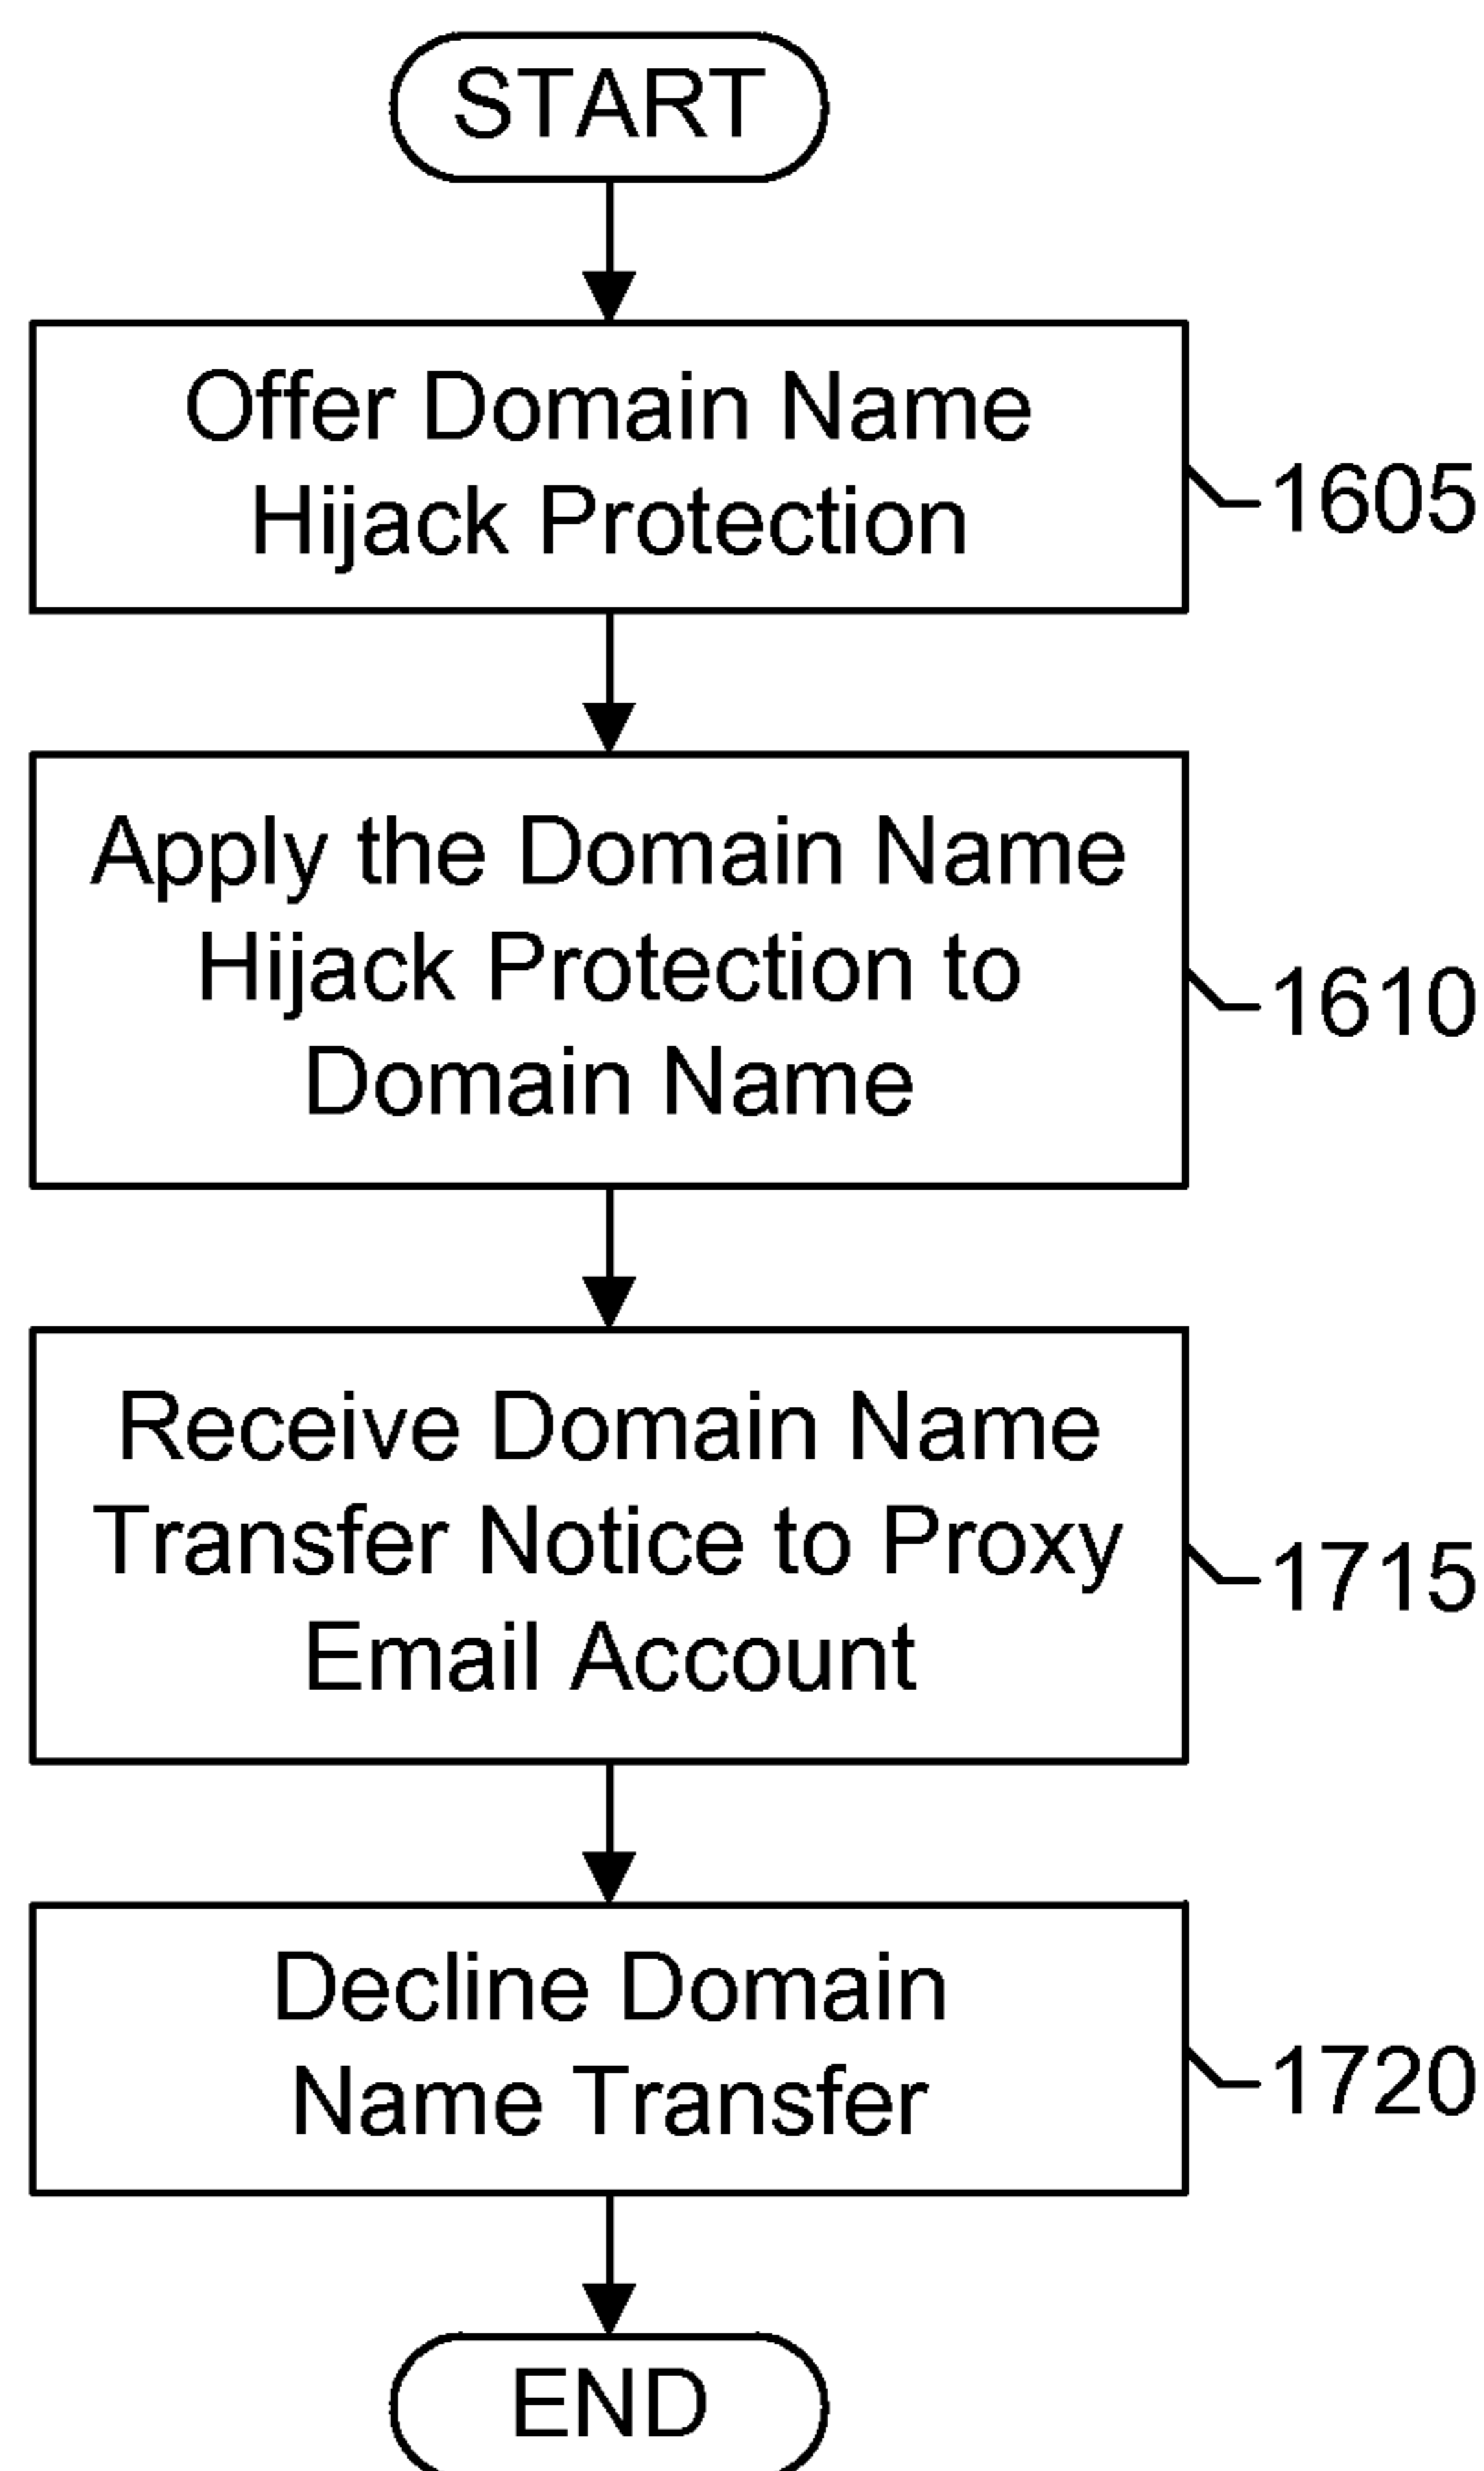 START
Offer Domain Name
Hijack Protection
1605
Apply the Domain Name
Hijack Protection to
Domain Name
1610
Receive Domain Name
Transfer Notice to Proxy
Email Account
1715
Decline Domain
Name Transfer
1720
END